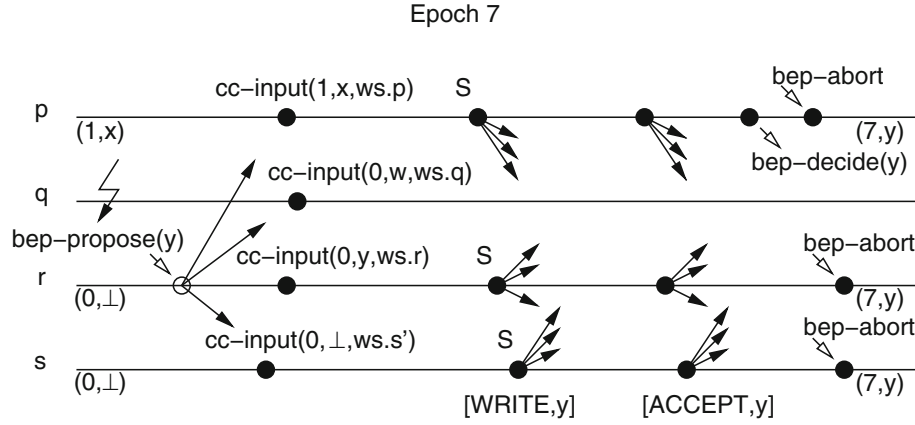 Epoch 7
bep−abort
cc−input(1,x,ws.p) S
p
(1,x) (7,y)
bep−decide(y)
cc−input(0,w,ws.q)
q
bep−propose(y)
cc−input(0,y,ws.r) S bep−abort
r
(0,⊥) (7,y)
cc−input(0,⊥,ws.s') S bep−abort
s
(0,⊥) (7,y)
[WRITE,y] [ACCEPT,y]